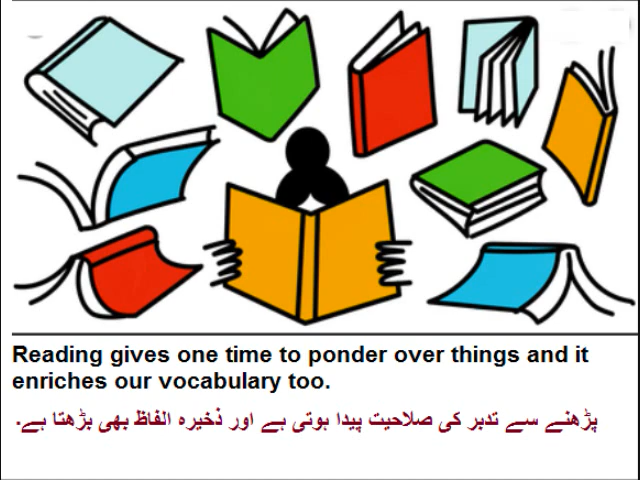 Reading gives one time to ponder over things and it
enriches our vocabulary too.
پڑھنے سے تدبر کی صلاحیت پیدا ہوتی ہے اور ذخیرہ الفاظ بھی بڑھتا ہے۔